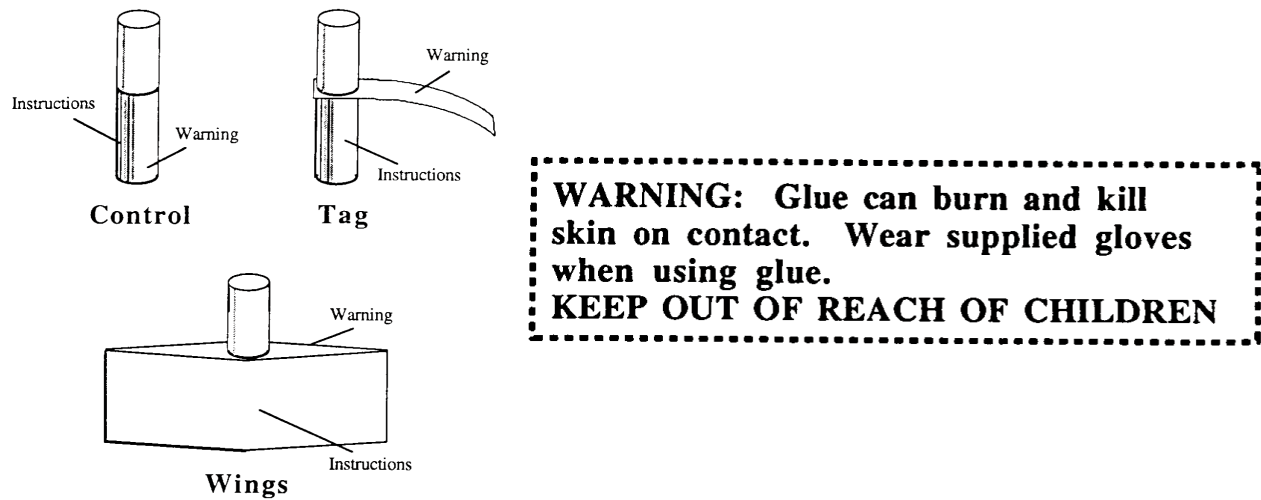 Instructions
Warning
Control
Warning
Instructions
Tag
Warning
Instructions
Wings
WARNING: Glue can burn and kill
skin on contact. Wear supplied gloves
when using glue.
KEEP OUT OF REACH OF CHILDREN